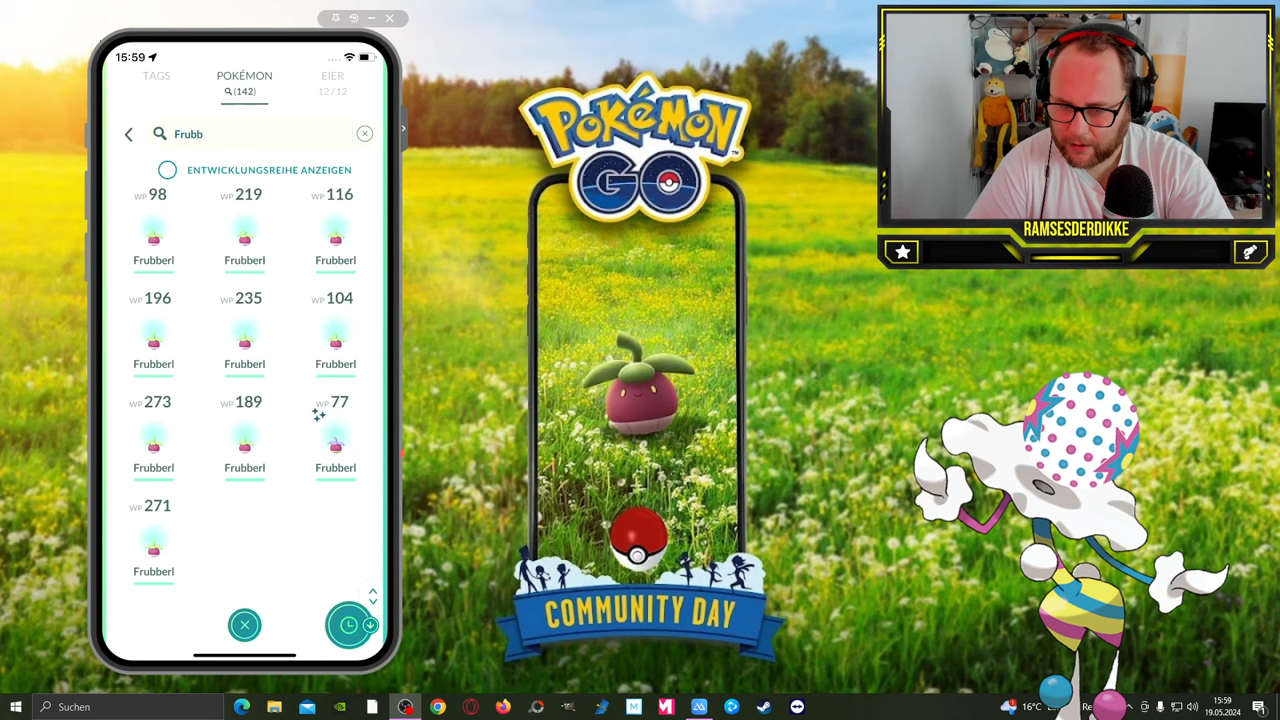 15:59
TAGS POKÉMON EIER
(142) 12 / 12
Frubb
ENTWICKLUNGSREIHE ANZEIGEN
WP 98 WP 219 WP 116
Frubberl Frubberl Frubberl
WP 196 WP 235 WP 104
Frubberl Frubberl Frubberl
WP 273 WP 189 WP 77
Frubberl Frubberl Frubberl
WP 271
Frubberl
POKÉMON
GO
COMMUNITY DAY
RAMSESDERDIKKE
Suchen
16°C
15:59
19.05.2024